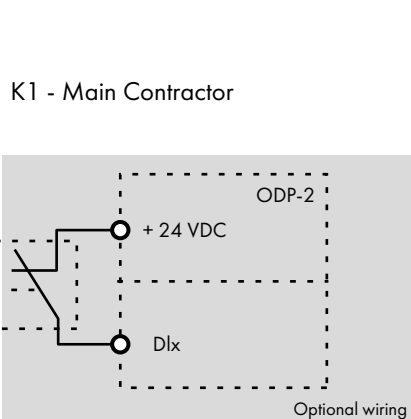 K1 - Main Contractor
ODP-2
+ 24 VDC
DIx
Optional wiring